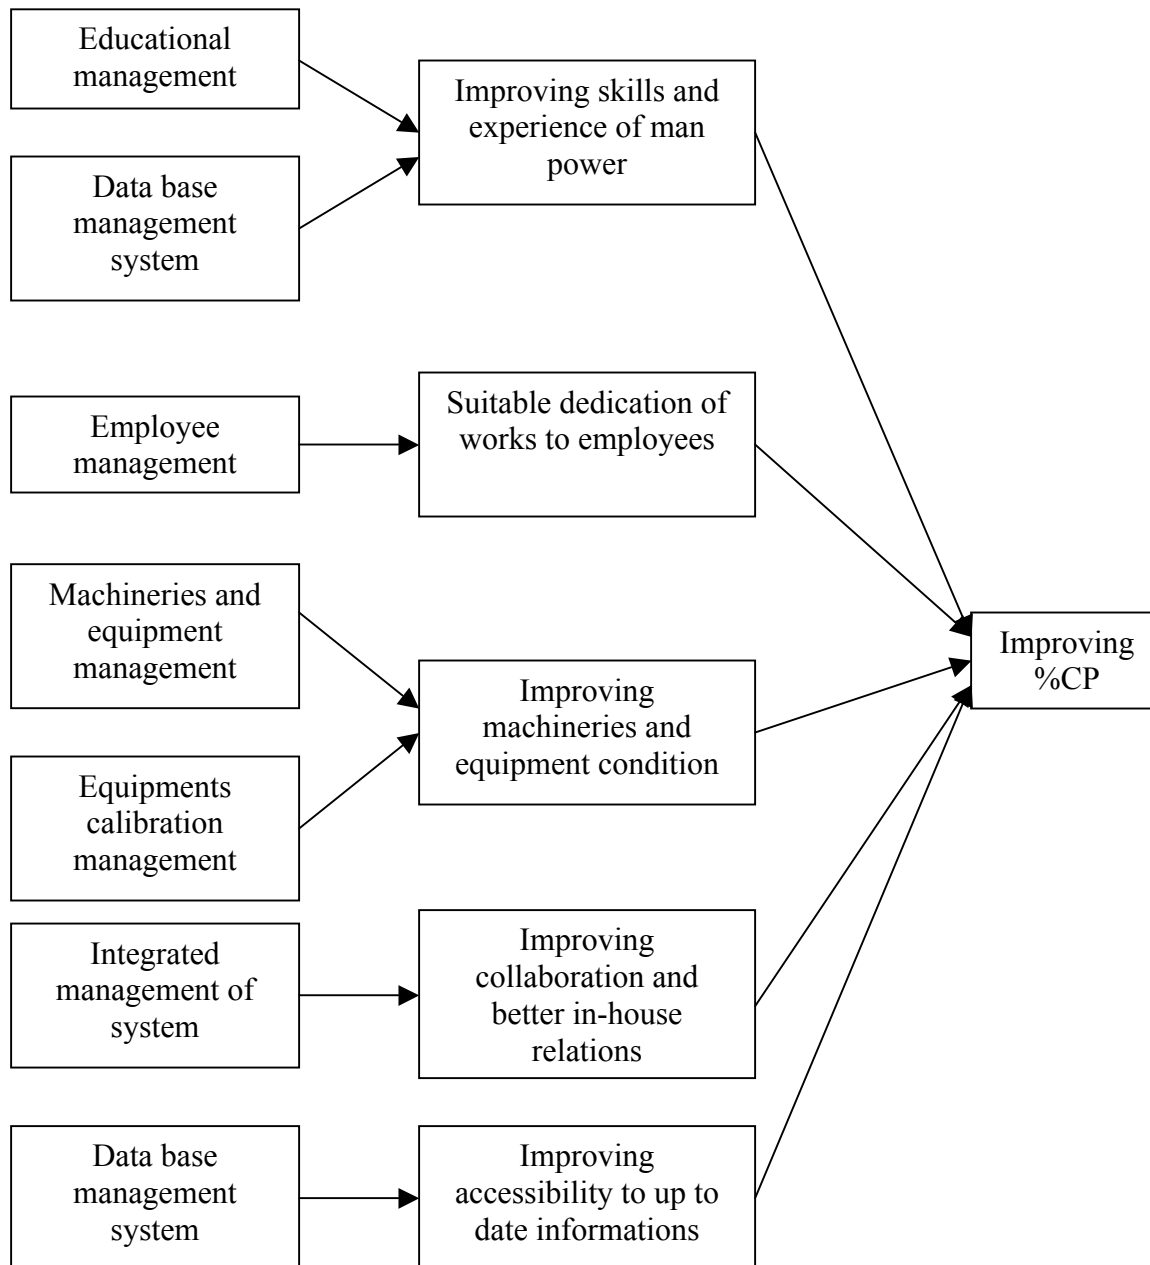 Educational
management
Data base
management
system
Employee
management
Machineries and
equipment
management
Equipments
calibration
management
Integrated
management of
system
Data base
management
system
Improving skills and
experience of man
power
Suitable dedication of
works to employees
Improving
machineries and
equipment condition
Improving
collaboration and
better in-house
relations
Improving
accessibility to up to
date informations
Improving
%CP